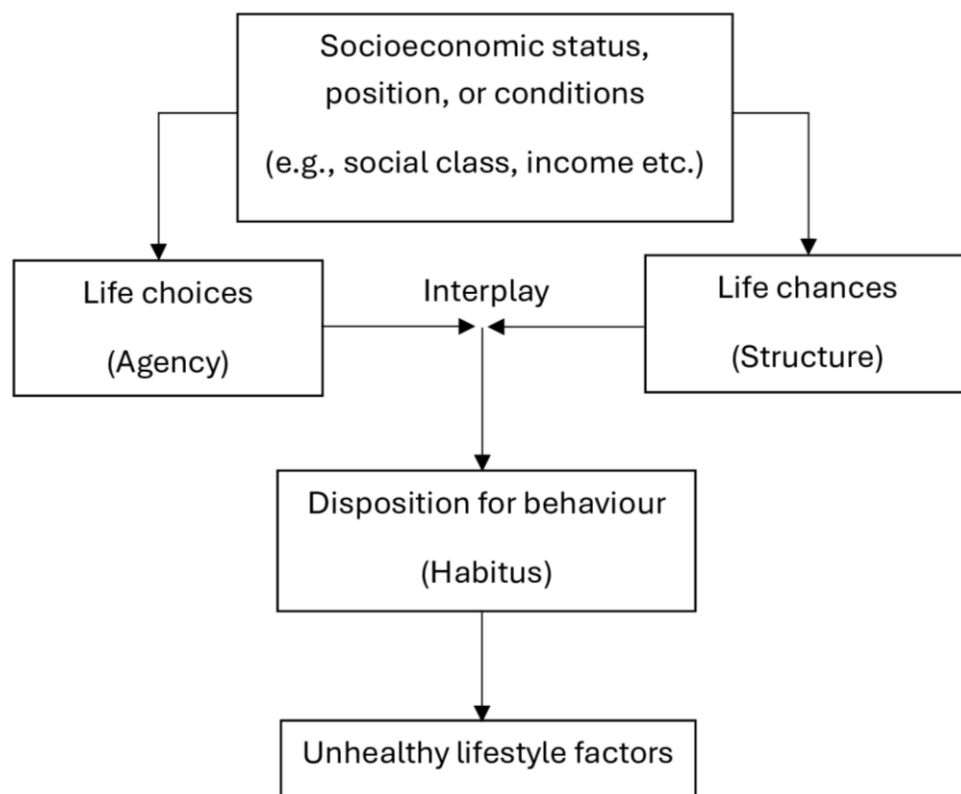 Socioeconomic status,
position, or conditions
(e.g., social class, income etc.)
Life choices
(Agency)
Interplay
Life chances
(Structure)
Disposition for behaviour
(Habitus)
Unhealthy lifestyle factors